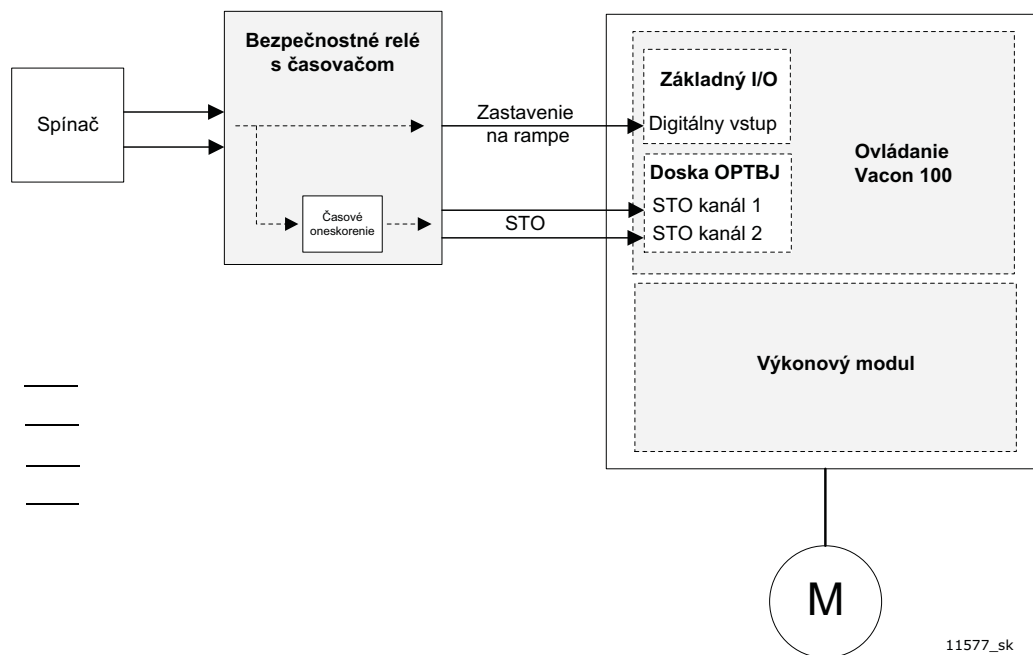 Bezpečnostné relé
s časovačom
Spínač
Časové
oneskorenie
Zastavenie
na rampe
STO
Základný I/O
Digitálny vstup
Doska OPTBJ
STO kanál 1
STO kanál 2
Ovládanie
Vacon 100
Výkonový modul
M
11577_sk